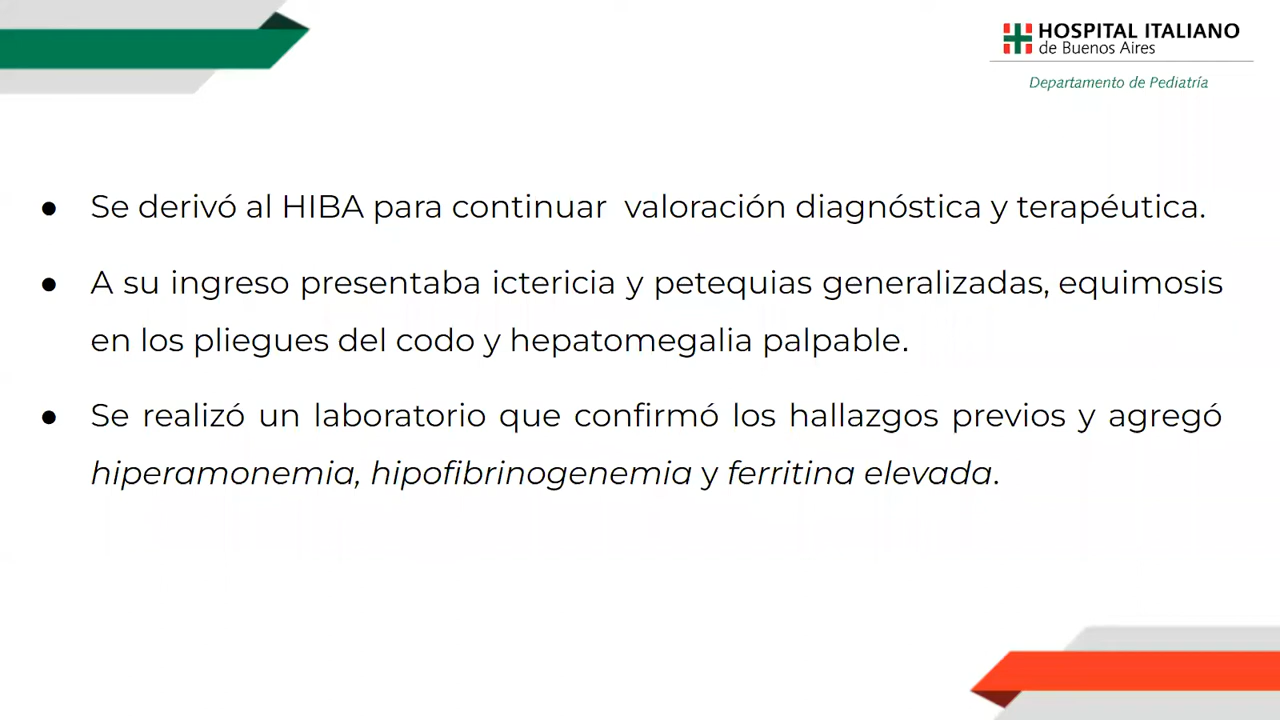 HOSPITAL ITALIANO
de Buenos Aires
Departamento de Pediatría
● Se derivó al HIBA para continuar valoración diagnóstica y terapéutica.
● A su ingreso presentaba ictericia y petequias generalizadas, equimosis
en los pliegues del codo y hepatomegalia palpable.
● Se realizó un laboratorio que confirmó los hallazgos previos y agregó
hiperamonemia, hipofibrinogenemia y ferritina elevada.